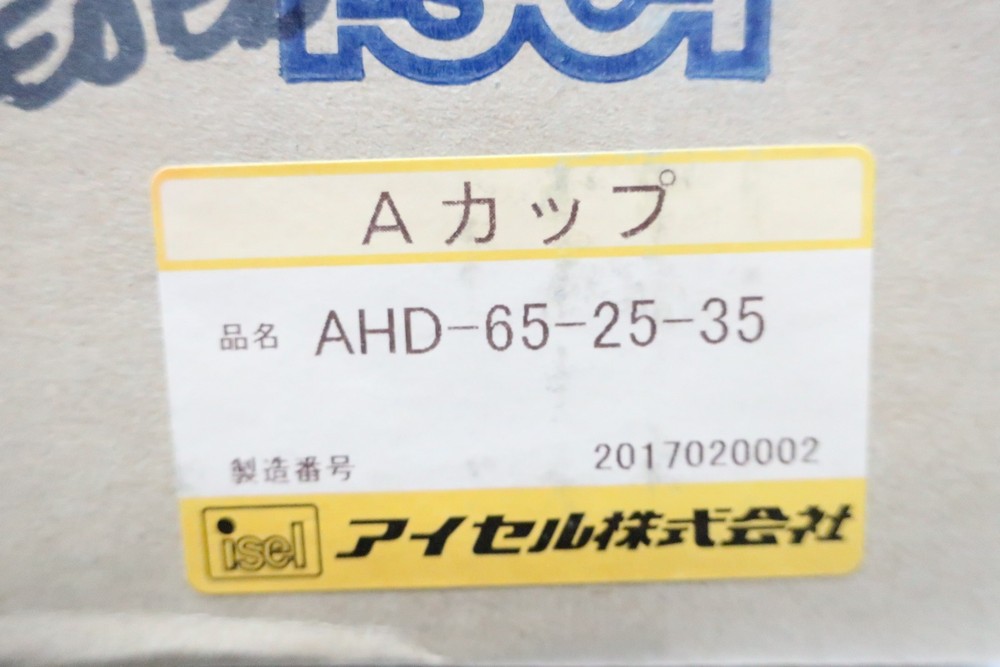 isel
Aカップ
品名 AHD-65-25-35
製造番号 2017020002
isel アイセル株式会社